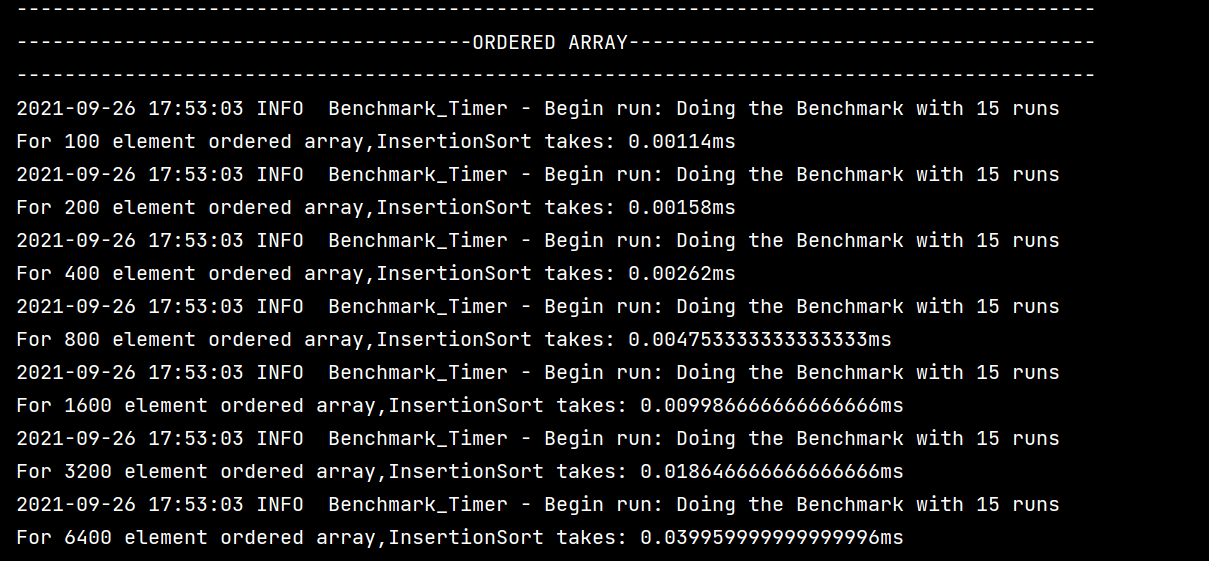 ------------------------------------------------------------------------------------------
--------------------------------------ORDERED ARRAY---------------------------------------
------------------------------------------------------------------------------------------
2021-09-26 17:53:03 INFO  Benchmark_Timer - Begin run: Doing the Benchmark with 15 runs
For 100 element ordered array,InsertionSort takes: 0.00114ms
2021-09-26 17:53:03 INFO  Benchmark_Timer - Begin run: Doing the Benchmark with 15 runs
For 200 element ordered array,InsertionSort takes: 0.00158ms
2021-09-26 17:53:03 INFO  Benchmark_Timer - Begin run: Doing the Benchmark with 15 runs
For 400 element ordered array,InsertionSort takes: 0.00262ms
2021-09-26 17:53:03 INFO  Benchmark_Timer - Begin run: Doing the Benchmark with 15 runs
For 800 element ordered array,InsertionSort takes: 0.004753333333333333ms
2021-09-26 17:53:03 INFO  Benchmark_Timer - Begin run: Doing the Benchmark with 15 runs
For 1600 element ordered array,InsertionSort takes: 0.009986666666666666ms
2021-09-26 17:53:03 INFO  Benchmark_Timer - Begin run: Doing the Benchmark with 15 runs
For 3200 element ordered array,InsertionSort takes: 0.018646666666666666ms
2021-09-26 17:53:03 INFO  Benchmark_Timer - Begin run: Doing the Benchmark with 15 runs
For 6400 element ordered array,InsertionSort takes: 0.039959999999999996ms